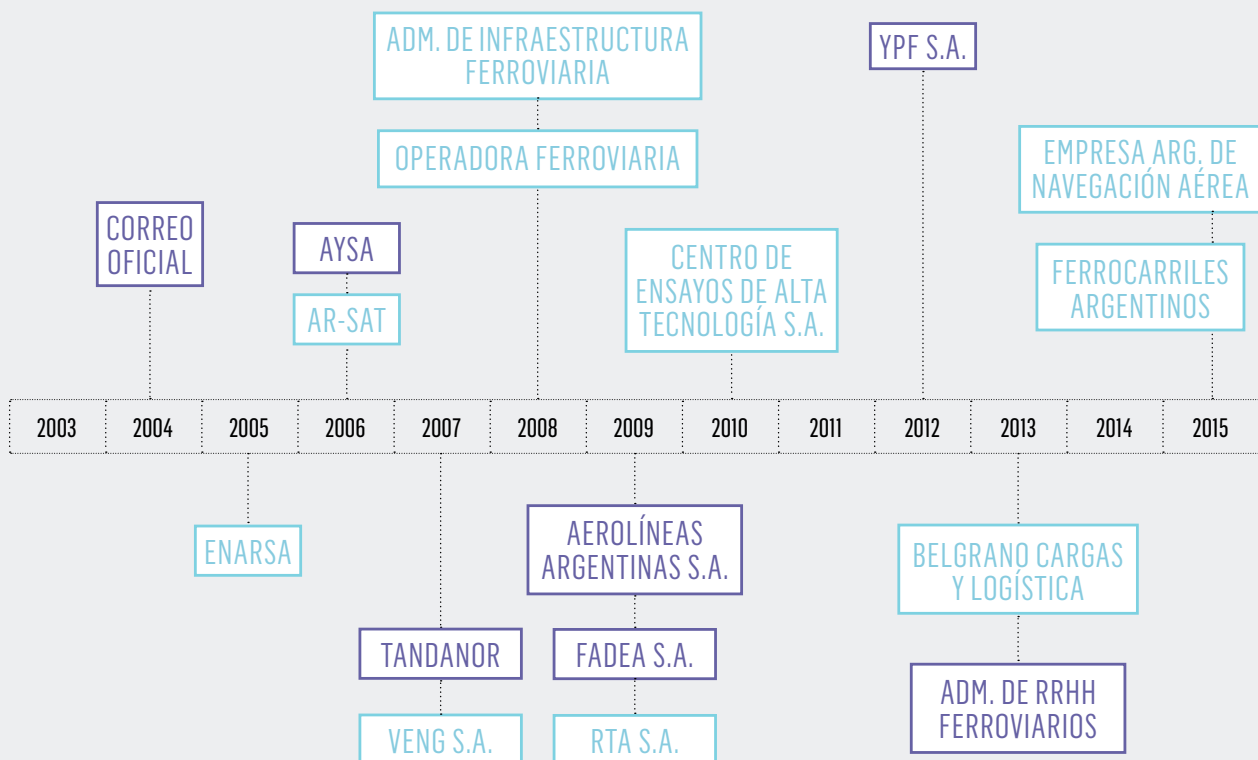 ADM. DE INFRAESTRUCTURA
FERROVIARIA
YPF S.A.
OPERADORA FERROVIARIA
EMPRESA ARG. DE
NAVEGACIÓN AÉREA
CORREO
OFICIAL
AYSA
AR-SAT
CENTRO DE
ENSAYOS DE ALTA
TECNOLOGÍA S.A.
FERROCARRILES
ARGENTINOS
2003 2004 2005 2006 2007 2008 2009 2010 2011 2012 2013 2014 2015
ENARSA
AEROLÍNEAS
ARGENTINAS S.A.
BELGRANO CARGAS
Y LOGÍSTICA
TANDANOR
FADEA S.A.
ADM. DE RRHH
FERROVIARIOS
VENG S.A.
RTA S.A.